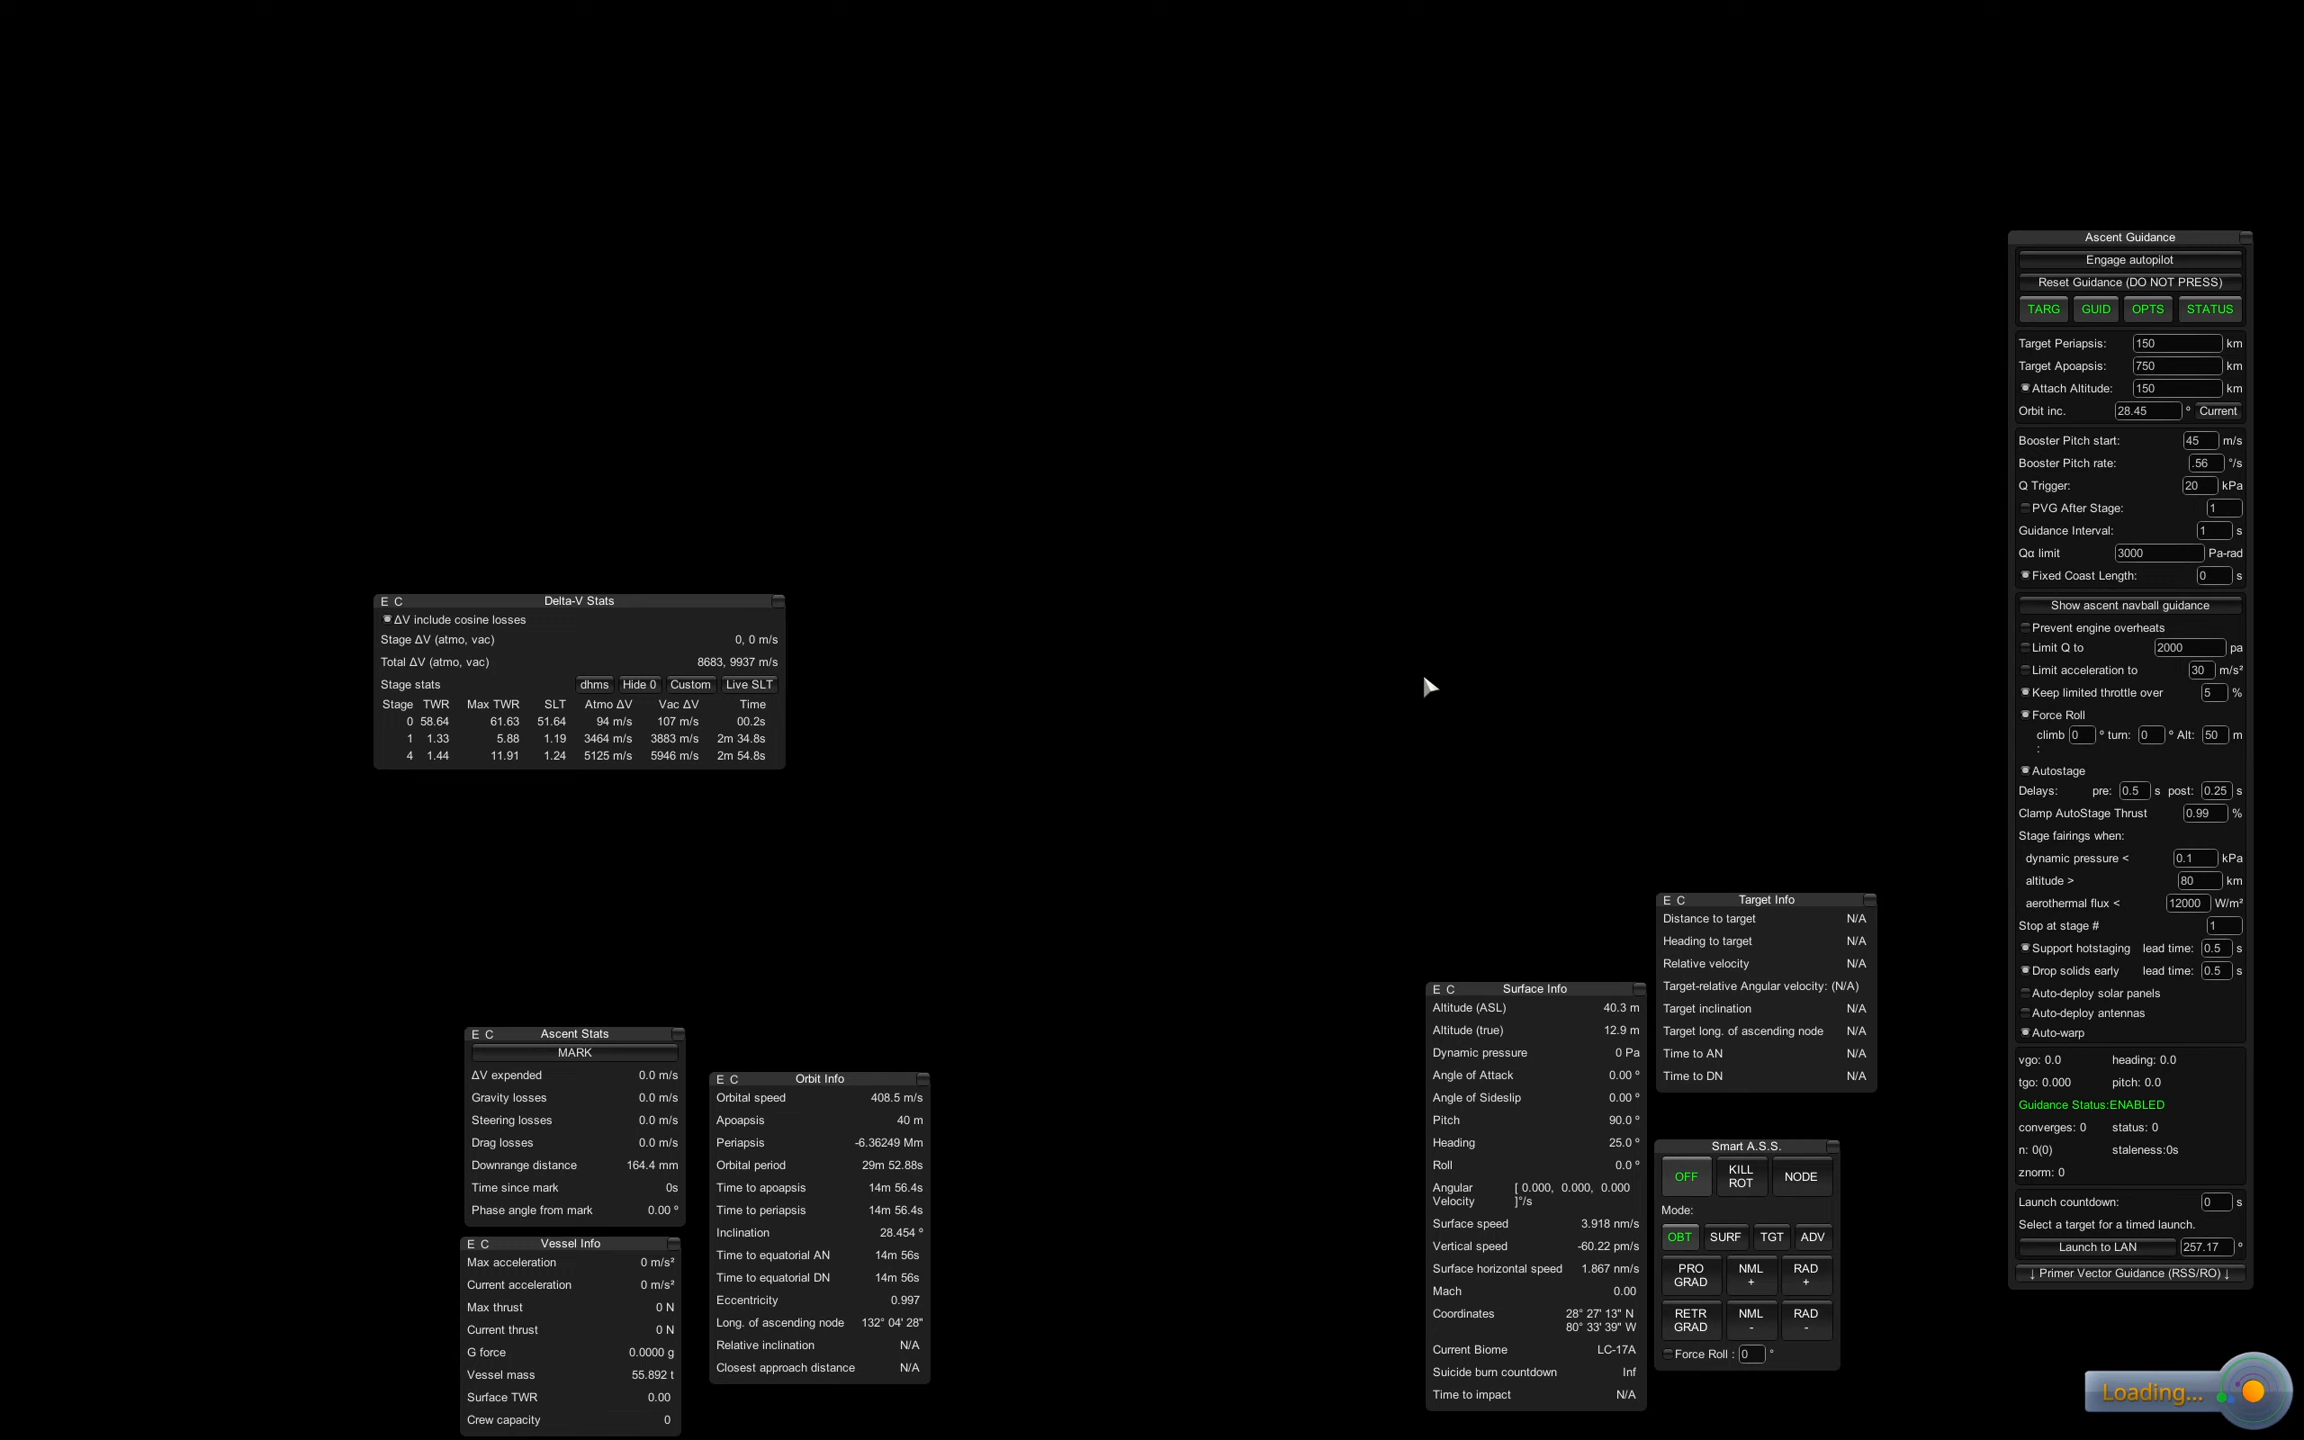 Ascent Guidance
Engage autopilot
Reset Guidance (DO NOT PRESS)
TARG GUID OPTS STATUS
Target Periapsis: 150 km
Target Apoapsis: 750 km
Attach Altitude: 150 km
Orbit inc. 28.45 º Current
Booster Pitch start: 45 m/s
Booster Pitch rate: .56 °/s
Q Trigger: 20 kPa
PVG After Stage: 1
Guidance Interval: 1 s
Qα limit 3000 Pa-rad
Fixed Coast Length: 0 s
Show ascent navball guidance
Prevent engine overheats
Limit Q to 2000 pa
Limit acceleration to 30 m/s²
Keep limited throttle over 5 %
Force Roll
climb 0 º turn: 0 º Alt: 50 m
:
Autostage
Delays: pre: 0.5 s post: 0.25 s
Clamp AutoStage Thrust 0.99 %
Stage fairings when:
dynamic pressure < 0.1 kPa
altitude > 80 km
aerothermal flux < 12000 W/m²
Stop at stage # 1
Support hotstaging lead time: 0.5 s
Drop solids early lead time: 0.5 s
Auto-deploy solar panels
Auto-deploy antennas
Auto-warp
vgo: 0.0 heading: 0.0
tgo: 0.000 pitch: 0.0
Guidance Status:ENABLED
converges: 0 status: 0
n: 0(0) staleness:0s
znorm: 0
Launch countdown: 0 s
Select a target for a timed launch.
Launch to LAN 257.17 º
↓ Primer Vector Guidance (RSS/RO) ↓
E C Delta-V Stats
ΔV include cosine losses
Stage ΔV (atmo, vac) 0, 0 m/s
Total ΔV (atmo, vac) 8683, 9937 m/s
Stage stats dhms Hide 0 Custom Live SLT
Stage TWR Max TWR SLT Atmo ΔV Vac ΔV Time
0 58.64 61.63 51.64 94 m/s 107 m/s 00.2s
1 1.33 5.88 1.19 3464 m/s 3883 m/s 2m 34.8s
4 1.44 11.91 1.24 5125 m/s 5946 m/s 2m 54.8s
E C Ascent Stats
MARK
ΔV expended 0.0 m/s
Gravity losses 0.0 m/s
Steering losses 0.0 m/s
Drag losses 0.0 m/s
Downrange distance 164.4 mm
Time since mark 0s
Phase angle from mark 0.00 º
E C Vessel Info
Max acceleration 0 m/s²
Current acceleration 0 m/s²
Max thrust 0 N
Current thrust 0 N
G force 0.0000 g
Vessel mass 55.892 t
Surface TWR 0.00
Crew capacity 0
E C Orbit Info
Orbital speed 408.5 m/s
Apoapsis 40 m
Periapsis -6.36249 Mm
Orbital period 29m 52.88s
Time to apoapsis 14m 56.4s
Time to periapsis 14m 56.4s
Inclination 28.454 º
Time to equatorial AN 14m 56s
Time to equatorial DN 14m 56s
Eccentricity 0.997
Long. of ascending node 132° 04' 28"
Relative inclination N/A
Closest approach distance N/A
E C Surface Info
Altitude (ASL) 40.3 m
Altitude (true) 12.9 m
Dynamic pressure 0 Pa
Angle of Attack 0.00 º
Angle of Sideslip 0.00 º
Pitch 90.0 º
Heading 25.0 º
Roll 0.0 º
Angular [ 0.000, 0.000, 0.000
Velocity ]°/s
Surface speed 3.918 nm/s
Vertical speed -60.22 pm/s
Surface horizontal speed 1.867 nm/s
Mach 0.00
Coordinates 28° 27' 13" N
80° 33' 39" W
Current Biome LC-17A
Suicide burn countdown Inf
Time to impact N/A
E C Target Info
Distance to target N/A
Heading to target N/A
Relative velocity N/A
Target-relative Angular velocity: (N/A)
Target inclination N/A
Target long. of ascending node N/A
Time to AN N/A
Time to DN N/A
Smart A.S.S.
OFF KILL ROT NODE
Mode:
OBT SURF TGT ADV
PRO GRAD NML + RAD +
RETR GRAD NML - RAD -
Force Roll : 0 °
Loading...